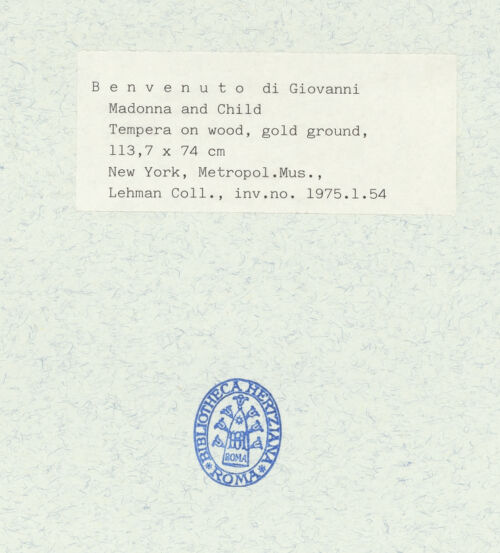 B e n v e n u t o  di Giovanni
Madonna and Child
Tempera on wood, gold ground,
113,7 x 74 cm
New York, Metropol.Mus.,
Lehman Coll., inv.no. 1975.1.54
BIBLIOTHECA HERTZIANA
ROMA
ROMA